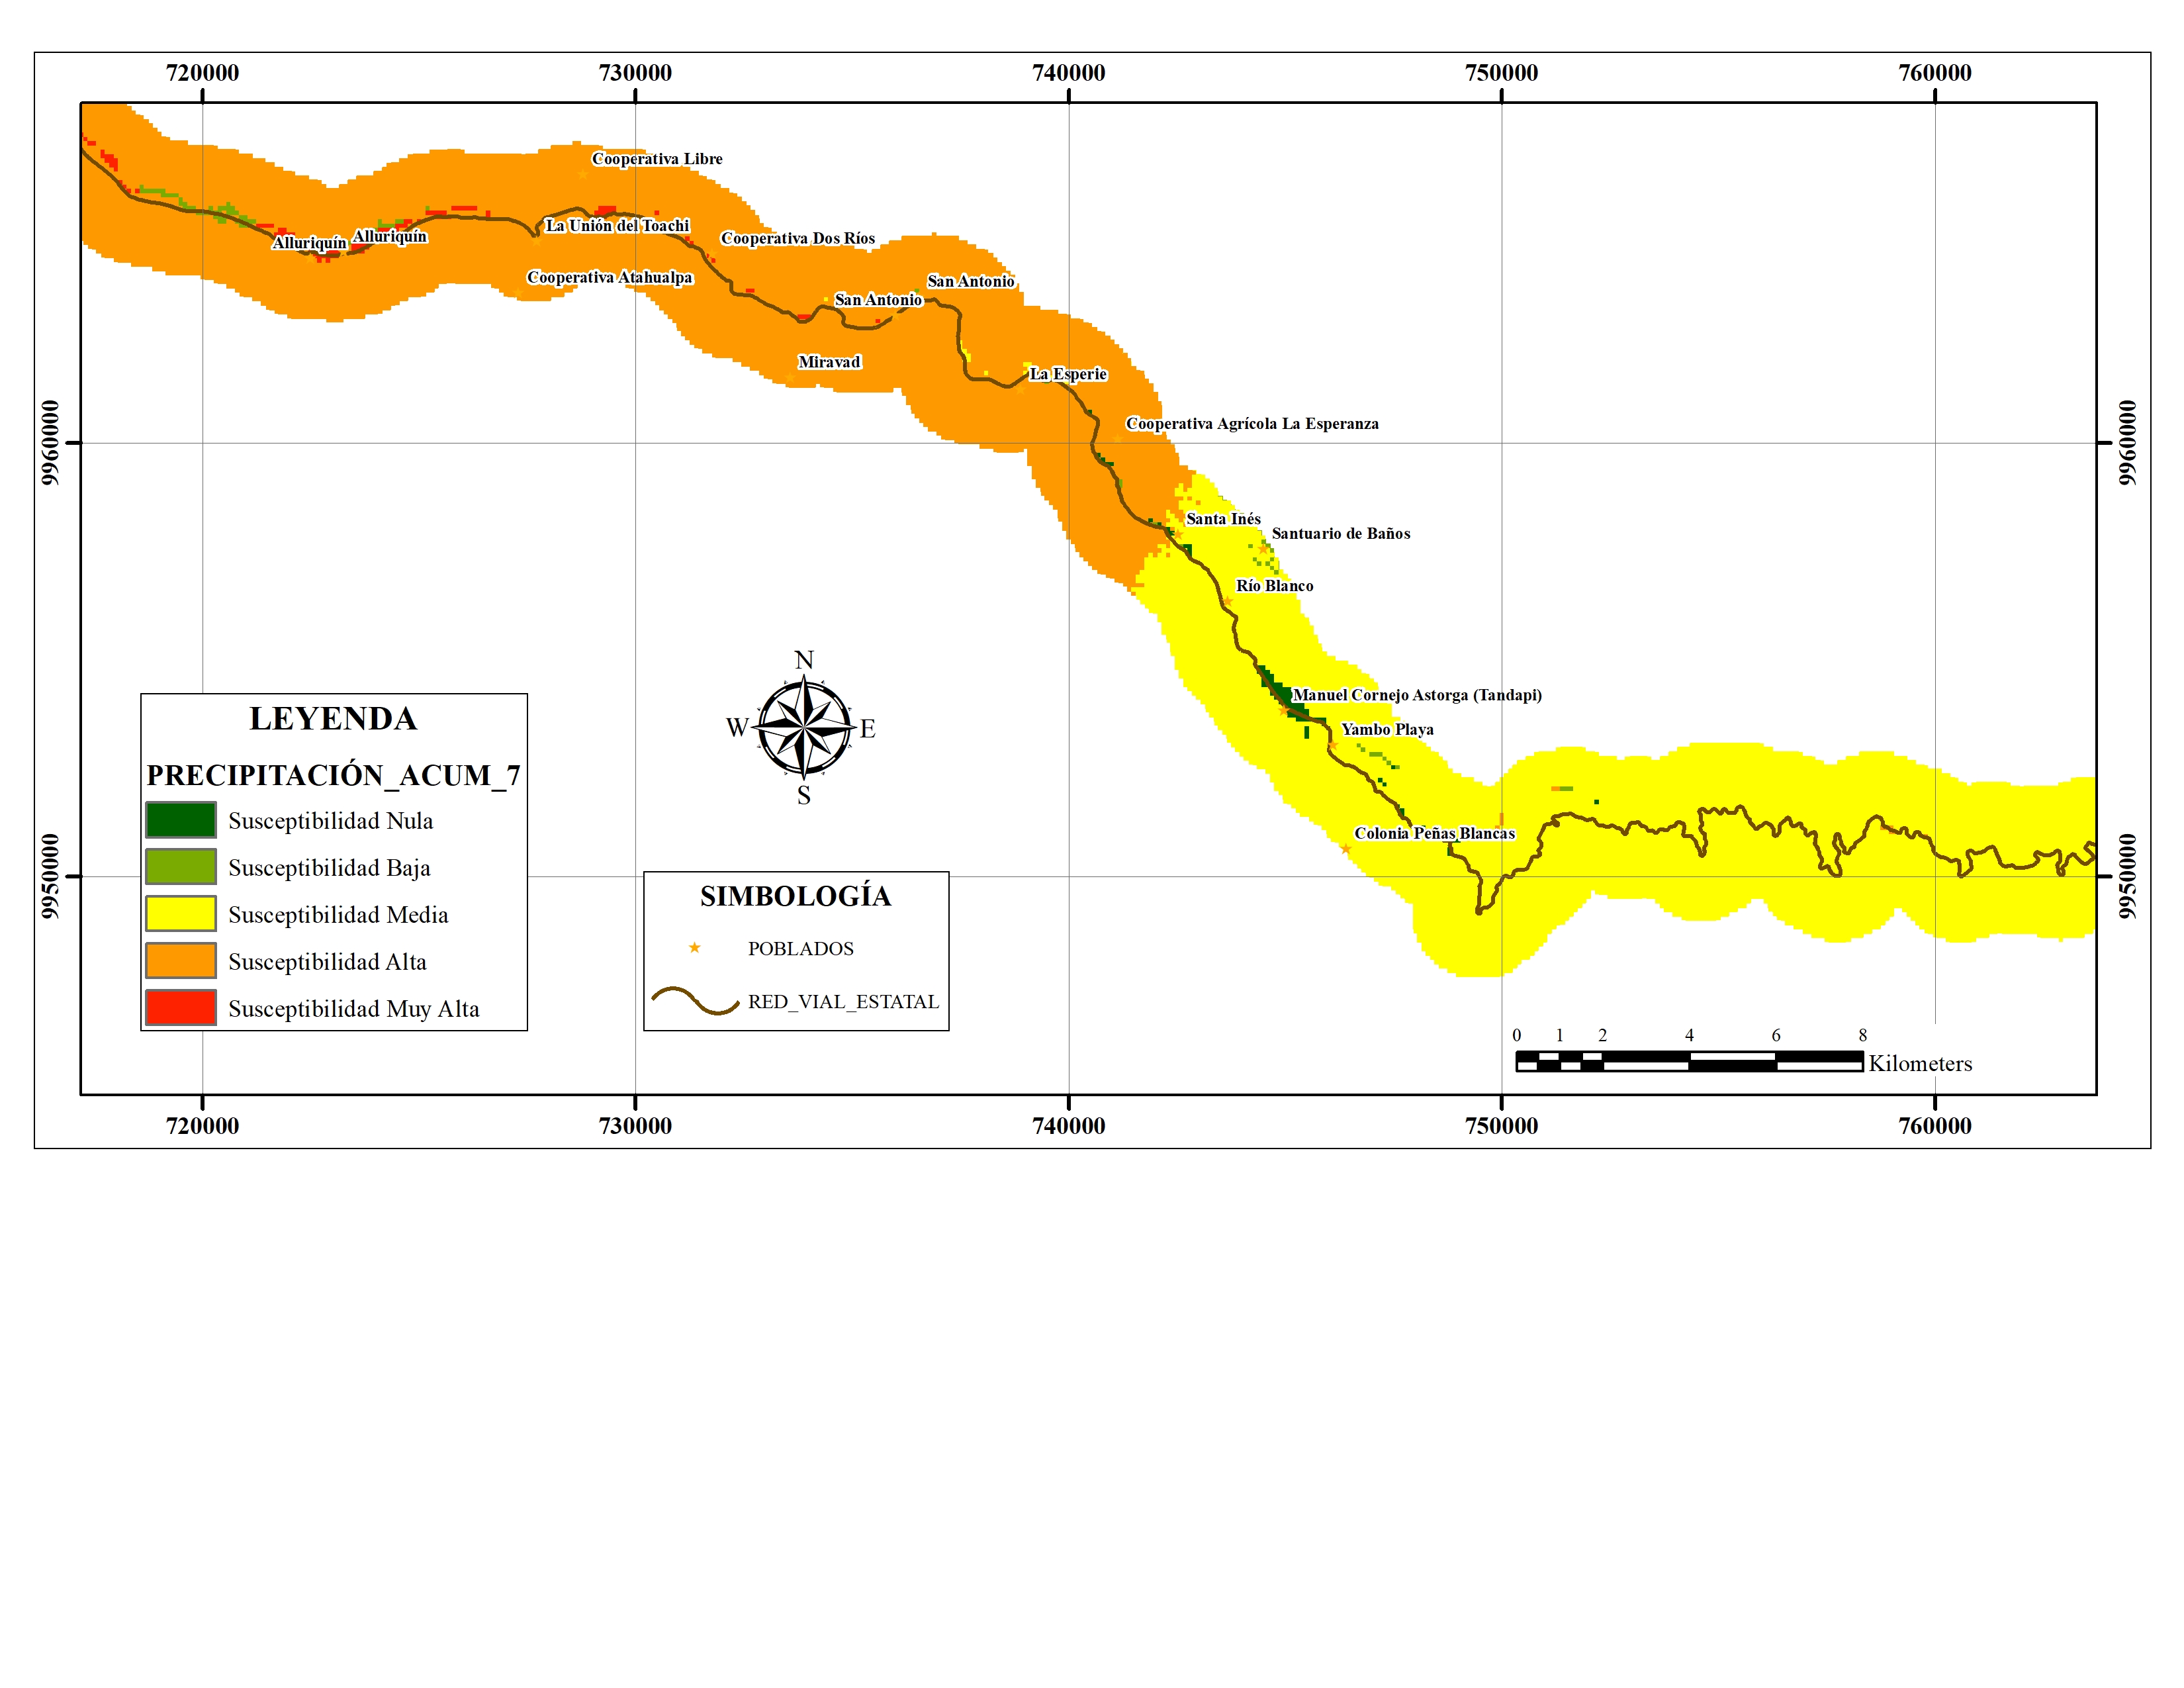 720000 730000 740000 750000 760000
Cooperativa Libre
La Unión del Toachi
Alluriquín Alluriquín
Cooperativa Dos Ríos
Cooperativa Atahualpa
San Antonio
San Antonio
Miravad
La Esperie
Cooperativa Agrícola La Esperanza
9960000 9960000
Santa Inés
Santuario de Baños
Río Blanco
Manuel Cornejo Astorga (Tandapi)
Yambo Playa
Colonia Peñas Blancas
N
W E
S
LEYENDA
PRECIPITACIÓN_ACUM_7
Susceptibilidad Nula
Susceptibilidad Baja
Susceptibilidad Media
Susceptibilidad Alta
Susceptibilidad Muy Alta
SIMBOLOGÍA
POBLADOS
RED_VIAL_ESTATAL
9950000 9950000
0 1 2 4 6 8
Kilometers
720000 730000 740000 750000 760000